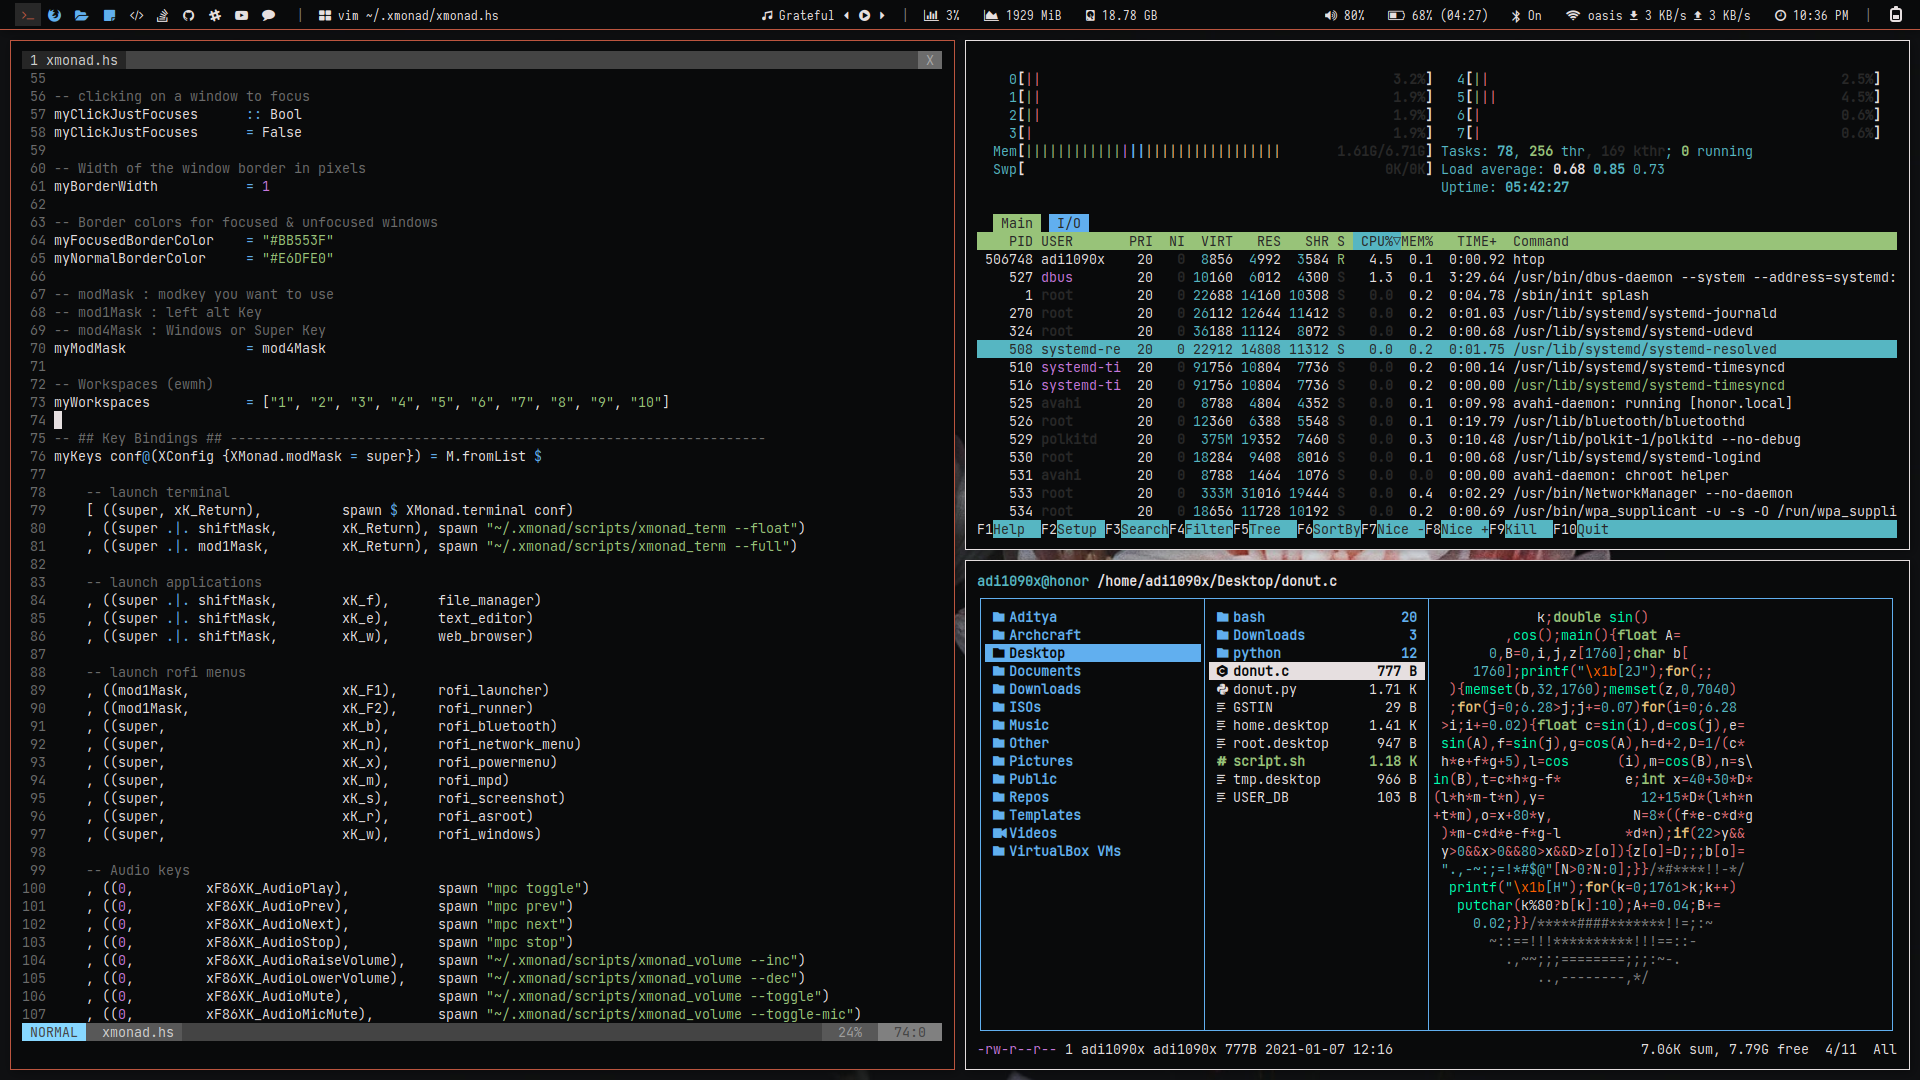 vim ~/.xmonad/xmonad.hs
Grateful
3%
1929 MiB
18.78 GB
80%
68% (04:27)
On
oasis 3 KB/s 3 KB/s
10:36 PM
1 xmonad.hs X
55
56 -- clicking on a window to focus
57 myClickJustFocuses :: Bool
58 myClickJustFocuses = False
59
60 -- Width of the window border in pixels
61 myBorderWidth = 1
62
63 -- Border colors for focused & unfocused windows
64 myFocusedBorderColor = "#BB553F"
65 myNormalBorderColor = "#E6DFE0"
66
67 -- modMask : modkey you want to use
68 -- mod1Mask : left alt Key
69 -- mod4Mask : Windows or Super Key
70 myModMask = mod4Mask
71
72 -- Workspaces (ewmh)
73 myWorkspaces = ["1", "2", "3", "4", "5", "6", "7", "8", "9", "10"]
74
75 -- ## Key Bindings ## -------------------------------------------------------------------
76 myKeys conf@(XConfig {XMonad.modMask = super}) = M.fromList $
77
78 -- launch terminal
79 [ ((super, xK_Return), spawn $ XMonad.terminal conf)
80 , ((super .|. shiftMask, xK_Return), spawn "~/.xmonad/scripts/xmonad_term --float")
81 , ((super .|. mod1Mask, xK_Return), spawn "~/.xmonad/scripts/xmonad_term --full")
82
83 -- launch applications
84 , ((super .|. shiftMask, xK_f), file_manager)
85 , ((super .|. shiftMask, xK_e), text_editor)
86 , ((super .|. shiftMask, xK_w), web_browser)
87
88 -- launch rofi menus
89 , ((mod1Mask, xK_F1), rofi_launcher)
90 , ((mod1Mask, xK_F2), rofi_runner)
91 , ((super, xK_b), rofi_bluetooth)
92 , ((super, xK_n), rofi_network_menu)
93 , ((super, xK_x), rofi_powermenu)
94 , ((super, xK_m), rofi_mpd)
95 , ((super, xK_s), rofi_screenshot)
96 , ((super, xK_r), rofi_asroot)
97 , ((super, xK_w), rofi_windows)
98
99 -- Audio keys
100 , ((0, xF86XK_AudioPlay), spawn "mpc toggle")
101 , ((0, xF86XK_AudioPrev), spawn "mpc prev")
102 , ((0, xF86XK_AudioNext), spawn "mpc next")
103 , ((0, xF86XK_AudioStop), spawn "mpc stop")
104 , ((0, xF86XK_AudioRaiseVolume), spawn "~/.xmonad/scripts/xmonad_volume --inc")
105 , ((0, xF86XK_AudioLowerVolume), spawn "~/.xmonad/scripts/xmonad_volume --dec")
106 , ((0, xF86XK_AudioMute), spawn "~/.xmonad/scripts/xmonad_volume --toggle")
107 , ((0, xF86XK_AudioMicMute), spawn "~/.xmonad/scripts/xmonad_volume --toggle-mic")
NORMAL xmonad.hs 24% 74:0
0[|| 3.2%] 4[|| 2.5%]
1[|| 1.9%] 5[||| 4.5%]
2[|| 1.9%] 6[| 0.6%]
3[| 1.9%] 7[| 0.6%]
Mem[|||||||||||||||||||||||||||||||| 1.61G/6.71G] Tasks: 78, 256 thr, 169 kthr; 0 running
Swp[ 0K/0K] Load average: 0.68 0.85 0.73
Uptime: 05:42:27
Main I/O
PID USER PRI NI VIRT RES SHR S CPU%▽MEM% TIME+ Command
506748 adi1090x 20 0 8856 4992 3584 R 4.5 0.1 0:00.92 htop
527 dbus 20 0 10160 6012 4300 S 1.3 0.1 3:29.64 /usr/bin/dbus-daemon --system --address=systemd:
1 root 20 0 22688 14160 10308 S 0.0 0.2 0:04.78 /sbin/init splash
270 root 20 0 26112 12644 11412 S 0.0 0.2 0:01.03 /usr/lib/systemd/systemd-journald
324 root 20 0 36188 11124 8072 S 0.0 0.2 0:00.68 /usr/lib/systemd/systemd-udevd
508 systemd-re 20 0 22912 14808 11312 S 0.0 0.2 0:01.75 /usr/lib/systemd/systemd-resolved
510 systemd-ti 20 0 91756 10804 7736 S 0.0 0.2 0:00.14 /usr/lib/systemd/systemd-timesyncd
516 systemd-ti 20 0 91756 10804 7736 S 0.0 0.2 0:00.00 /usr/lib/systemd/systemd-timesyncd
525 avahi 20 0 8788 4804 4352 S 0.0 0.1 0:09.98 avahi-daemon: running [honor.local]
526 root 20 0 12360 6388 5548 S 0.0 0.1 0:19.79 /usr/lib/bluetooth/bluetoothd
529 polkitd 20 0 375M 19352 7460 S 0.0 0.3 0:10.48 /usr/lib/polkit-1/polkitd --no-debug
530 root 20 0 18284 9408 8016 S 0.0 0.1 0:00.68 /usr/lib/systemd/systemd-logind
531 avahi 20 0 8788 1464 1076 S 0.0 0.0 0:00.00 avahi-daemon: chroot helper
533 root 20 0 333M 31016 19444 S 0.0 0.4 0:02.29 /usr/bin/NetworkManager --no-daemon
534 root 20 0 18656 11728 10192 S 0.0 0.2 0:00.69 /usr/bin/wpa_supplicant -u -s -O /run/wpa_suppli
F1Help F2Setup F3SearchF4FilterF5Tree F6SortByF7Nice -F8Nice +F9Kill F10Quit
adi1090x@honor /home/adi1090x/Desktop/donut.c
Aditya
Archcraft
Desktop
Documents
Downloads
ISOs
Music
Other
Pictures
Public
Repos
Templates
Videos
VirtualBox VMs
bash 20
Downloads 3
python 12
donut.c 777 B
donut.py 1.71 K
GSTIN 29 B
home.desktop 1.41 K
root.desktop 947 B
script.sh 1.18 K
tmp.desktop 966 B
USER_DB 103 B
k;double sin()
,cos();main(){float A=
0,B=0,i,j,z[1760];char b[
1760];printf("\x1b[2J");for(;;
){memset(b,32,1760);memset(z,0,7040)
;for(j=0;6.28>j;j+=0.07)for(i=0;6.28
>i;i+=0.02){float c=sin(i),d=cos(j),e=
sin(A),f=sin(j),g=cos(A),h=d+2,D=1/(c*
h*e+f*g+5),l=cos (i),m=cos(B),n=s\
in(B),t=c*h*g-f* e;int x=40+30*D*
(l*h*m-t*n),y= 12+15*D*(l*h*n
+t*m),o=x+80*y, N=8*((f*e-c*d*g
)*m-c*d*e-f*g-l *d*n);if(22>y&&
y>0&&x>0&&80>x&&D>z[o]){z[o]=D;;;b[o]=
".,-~:;=!*#$@"[N>0?N:0];}}/*#****!!-*/
printf("\x1b[H");for(k=0;1761>k;k++)
putchar(k%80?b[k]:10);A+=0.04;B+=
0.02;}}/*****####*******!!=;:~
~::==!!!**********!!!==::-
.,~~;;;========;;;:~-.
..,--------,*/
-rw-r--r-- 1 adi1090x adi1090x 777B 2021-01-07 12:16 7.06K sum, 7.79G free 4/11 All